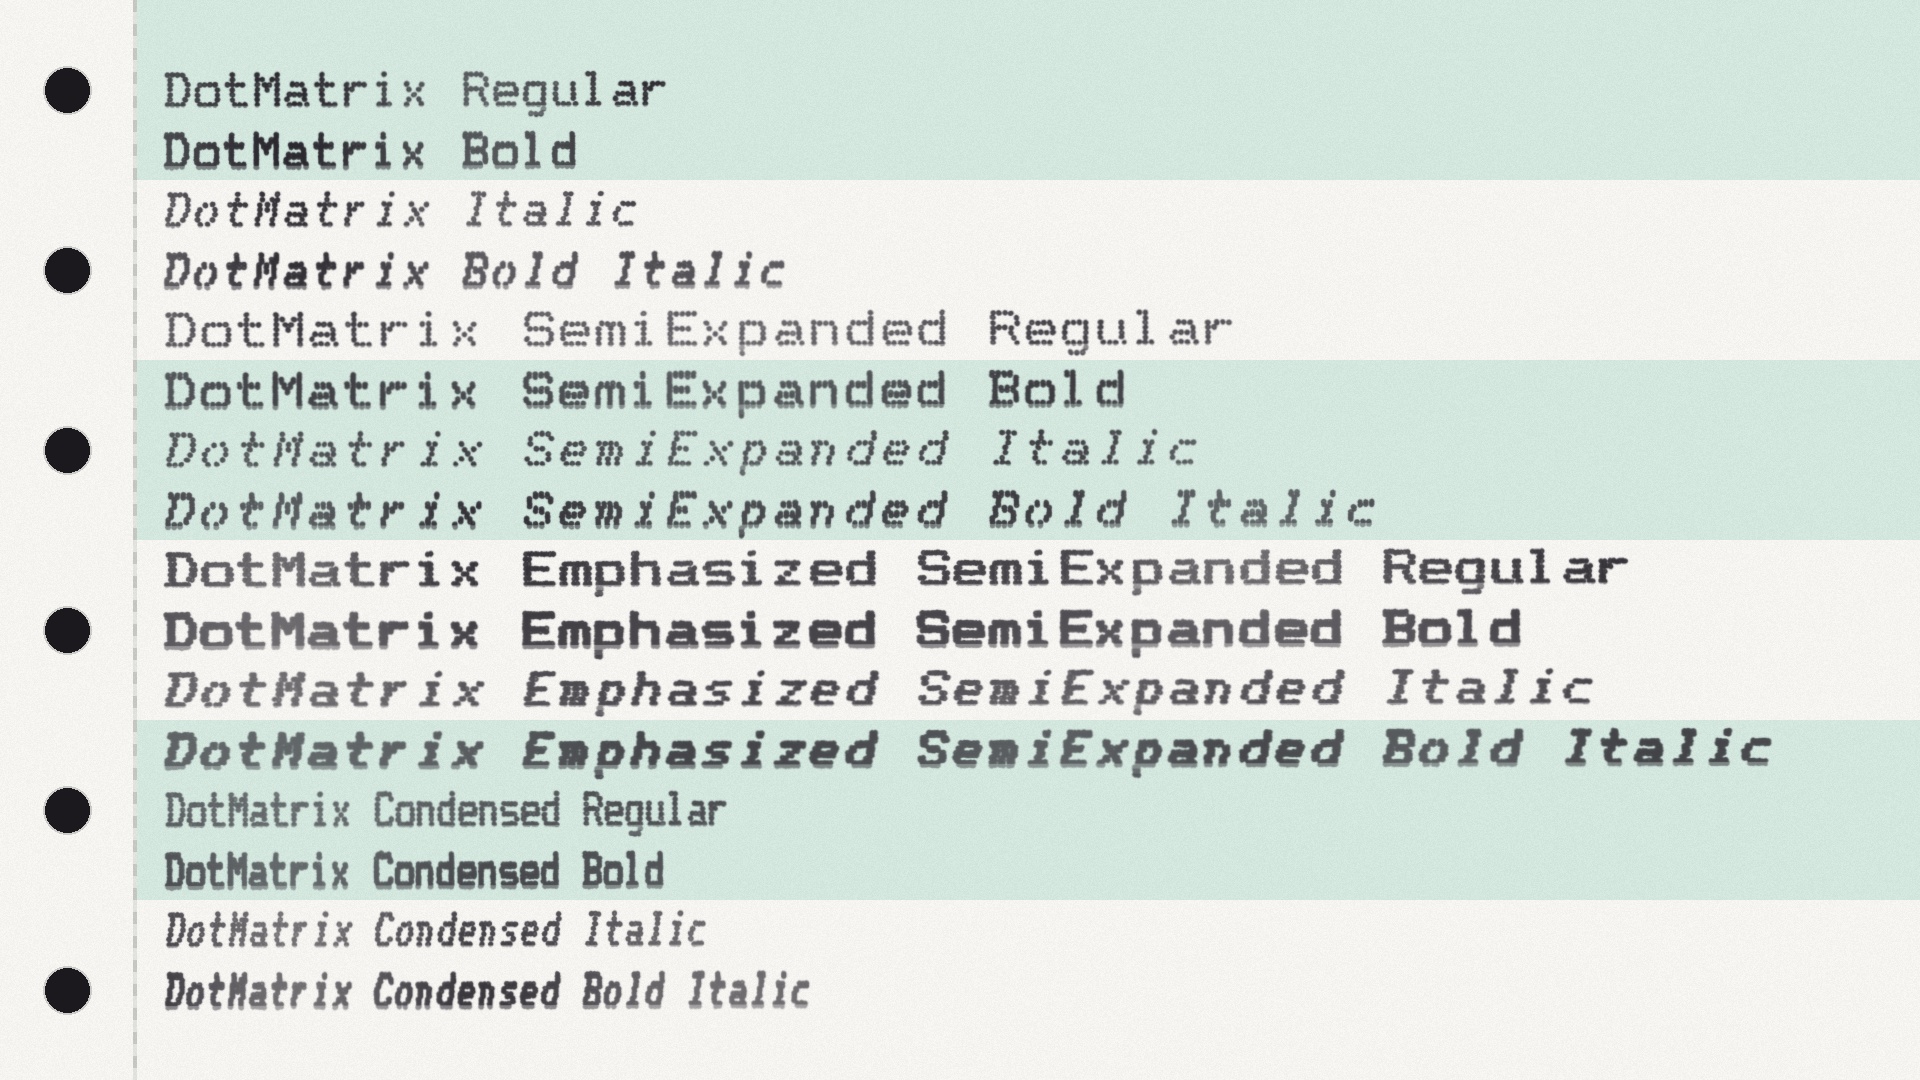 DotMatrix Regular
DotMatrix Bold
DotMatrix Italic
DotMatrix Bold Italic
DotMatrix SemiExpanded Regular
DotMatrix SemiExpanded Bold
DotMatrix SemiExpanded Italic
DotMatrix SemiExpanded Bold Italic
DotMatrix Emphasized SemiExpanded Regular
DotMatrix Emphasized SemiExpanded Bold
DotMatrix Emphasized SemiExpanded Italic
DotMatrix Emphasized SemiExpanded Bold Italic
DotMatrix Condensed Regular
DotMatrix Condensed Bold
DotMatrix Condensed Italic
DotMatrix Condensed Bold Italic